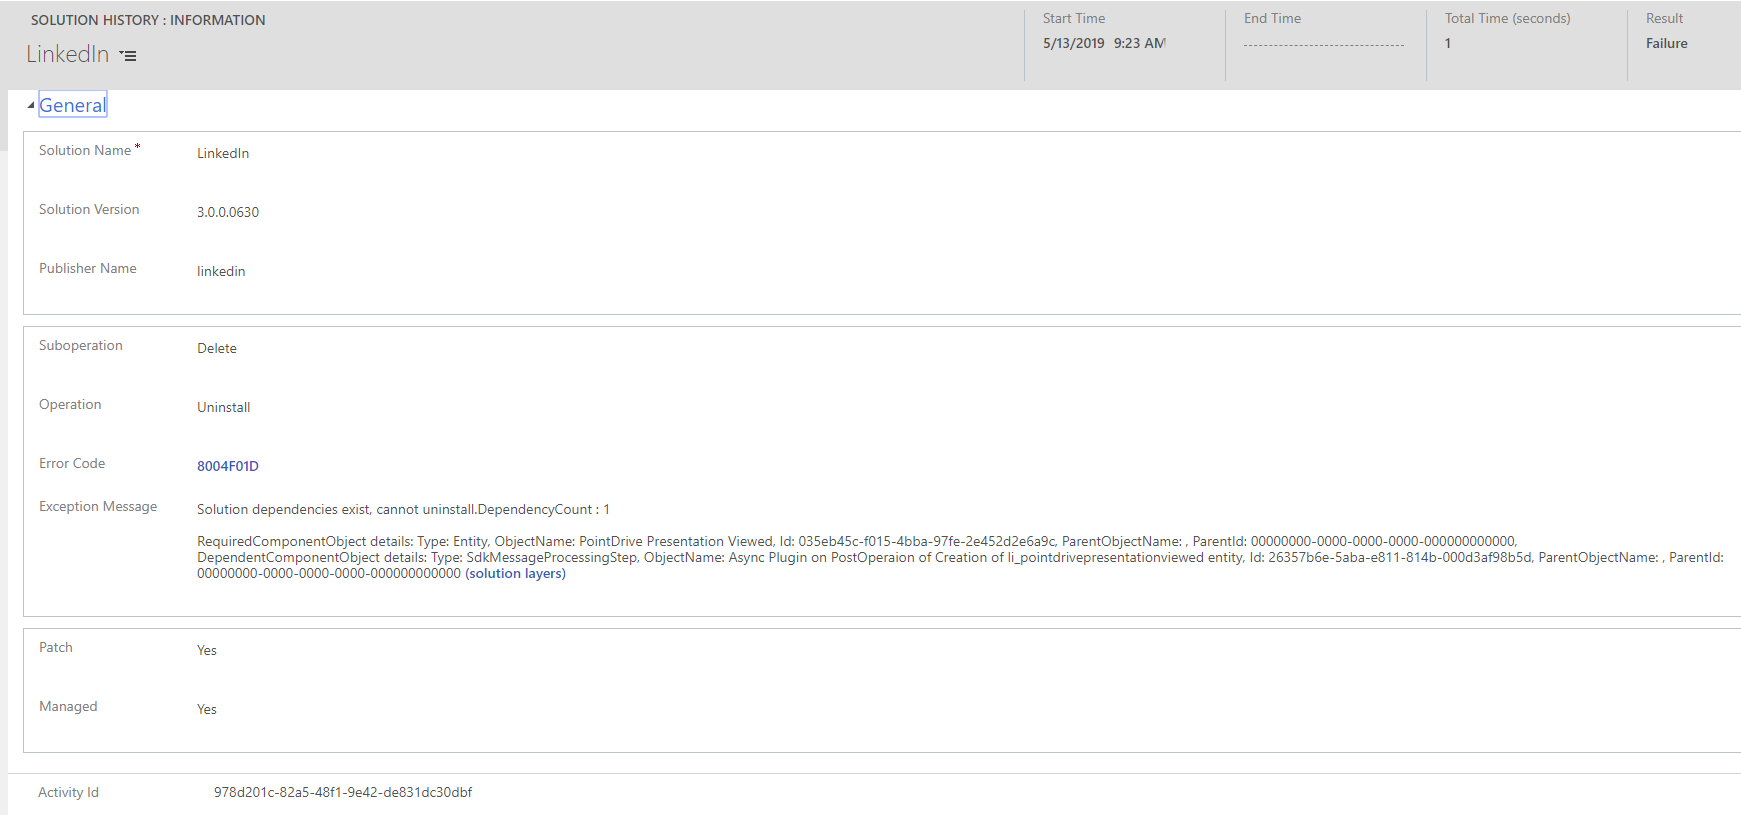 SOLUTION HISTORY : INFORMATION
LinkedIn
Start Time
5/13/2019 9:23 AM
End Time
Total Time (seconds)
1
Result
Failure
General
Solution Name *
LinkedIn
Solution Version
3.0.0.0630
Publisher Name
linkedin
Suboperation
Delete
Operation
Uninstall
Error Code
8004F01D
Exception Message
Solution dependencies exist, cannot uninstall.DependencyCount : 1
RequiredComponentObject details: Type: Entity, ObjectName: PointDrive Presentation Viewed, Id: 035eb45c-f015-4bba-97fe-2e452d2e6a9c, ParentObjectName: , ParentId: 00000000-0000-0000-0000-000000000000,
DependentComponentObject details: Type: SdkMessageProcessingStep, ObjectName: Async Plugin on PostOperaion of Creation of li_pointdrivepresentationviewed entity, Id: 26357b6e-5aba-e811-814b-000d3af98b5d, ParentObjectName: , ParentId:
00000000-0000-0000-0000-000000000000 (solution layers)
Patch
Yes
Managed
Yes
Activity Id
978d201c-82a5-48f1-9e42-de831dc30dbf